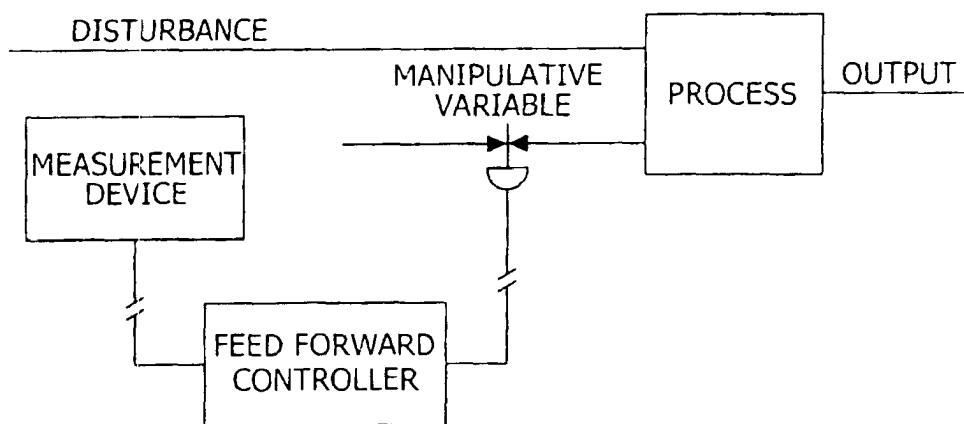 DISTURBANCE
MANIPULATIVE
VARIABLE
PROCESS
OUTPUT
MEASUREMENT
DEVICE
FEED FORWARD
CONTROLLER